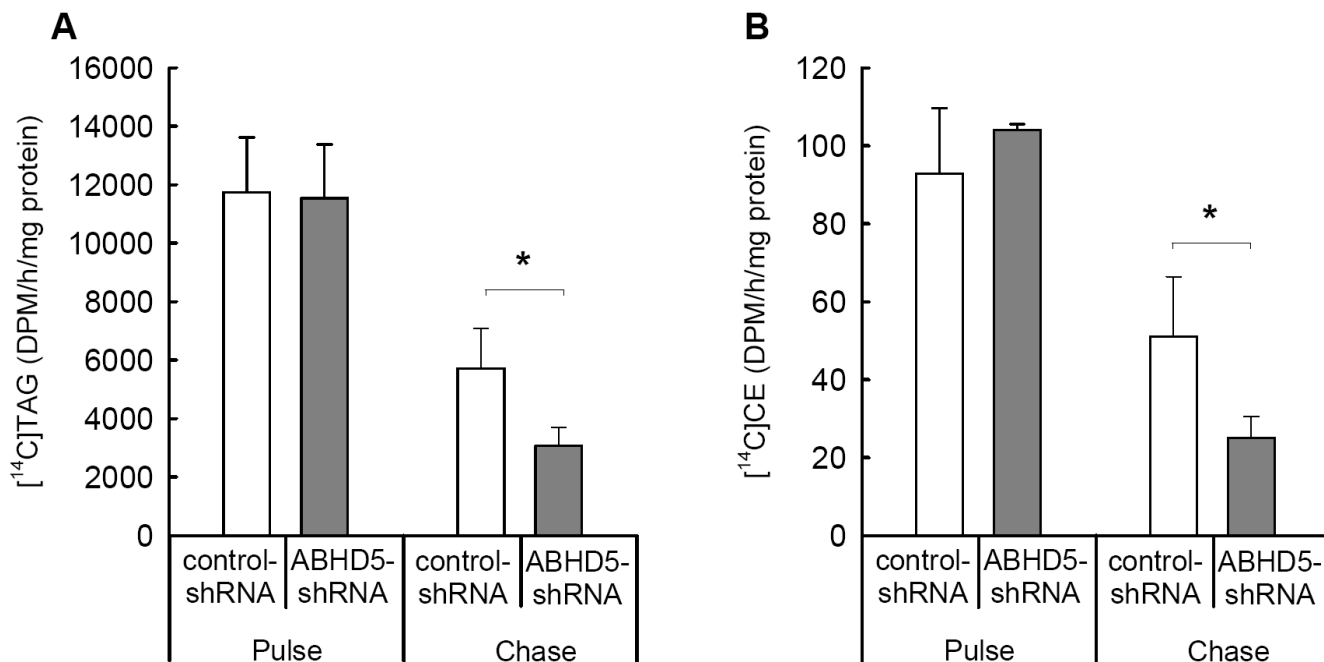 A
[¹⁴C]TAG (DPM/h/mg protein)
16000
14000
12000
10000
8000
6000
4000
2000
0
*
control-
shRNA
ABHD5-
shRNA
control-
shRNA
ABHD5-
shRNA
Pulse
Chase
B
[¹⁴C]CE (DPM/h/mg protein)
120
100
80
60
40
20
0
*
control-
shRNA
ABHD5-
shRNA
control-
shRNA
ABHD5-
shRNA
Pulse
Chase